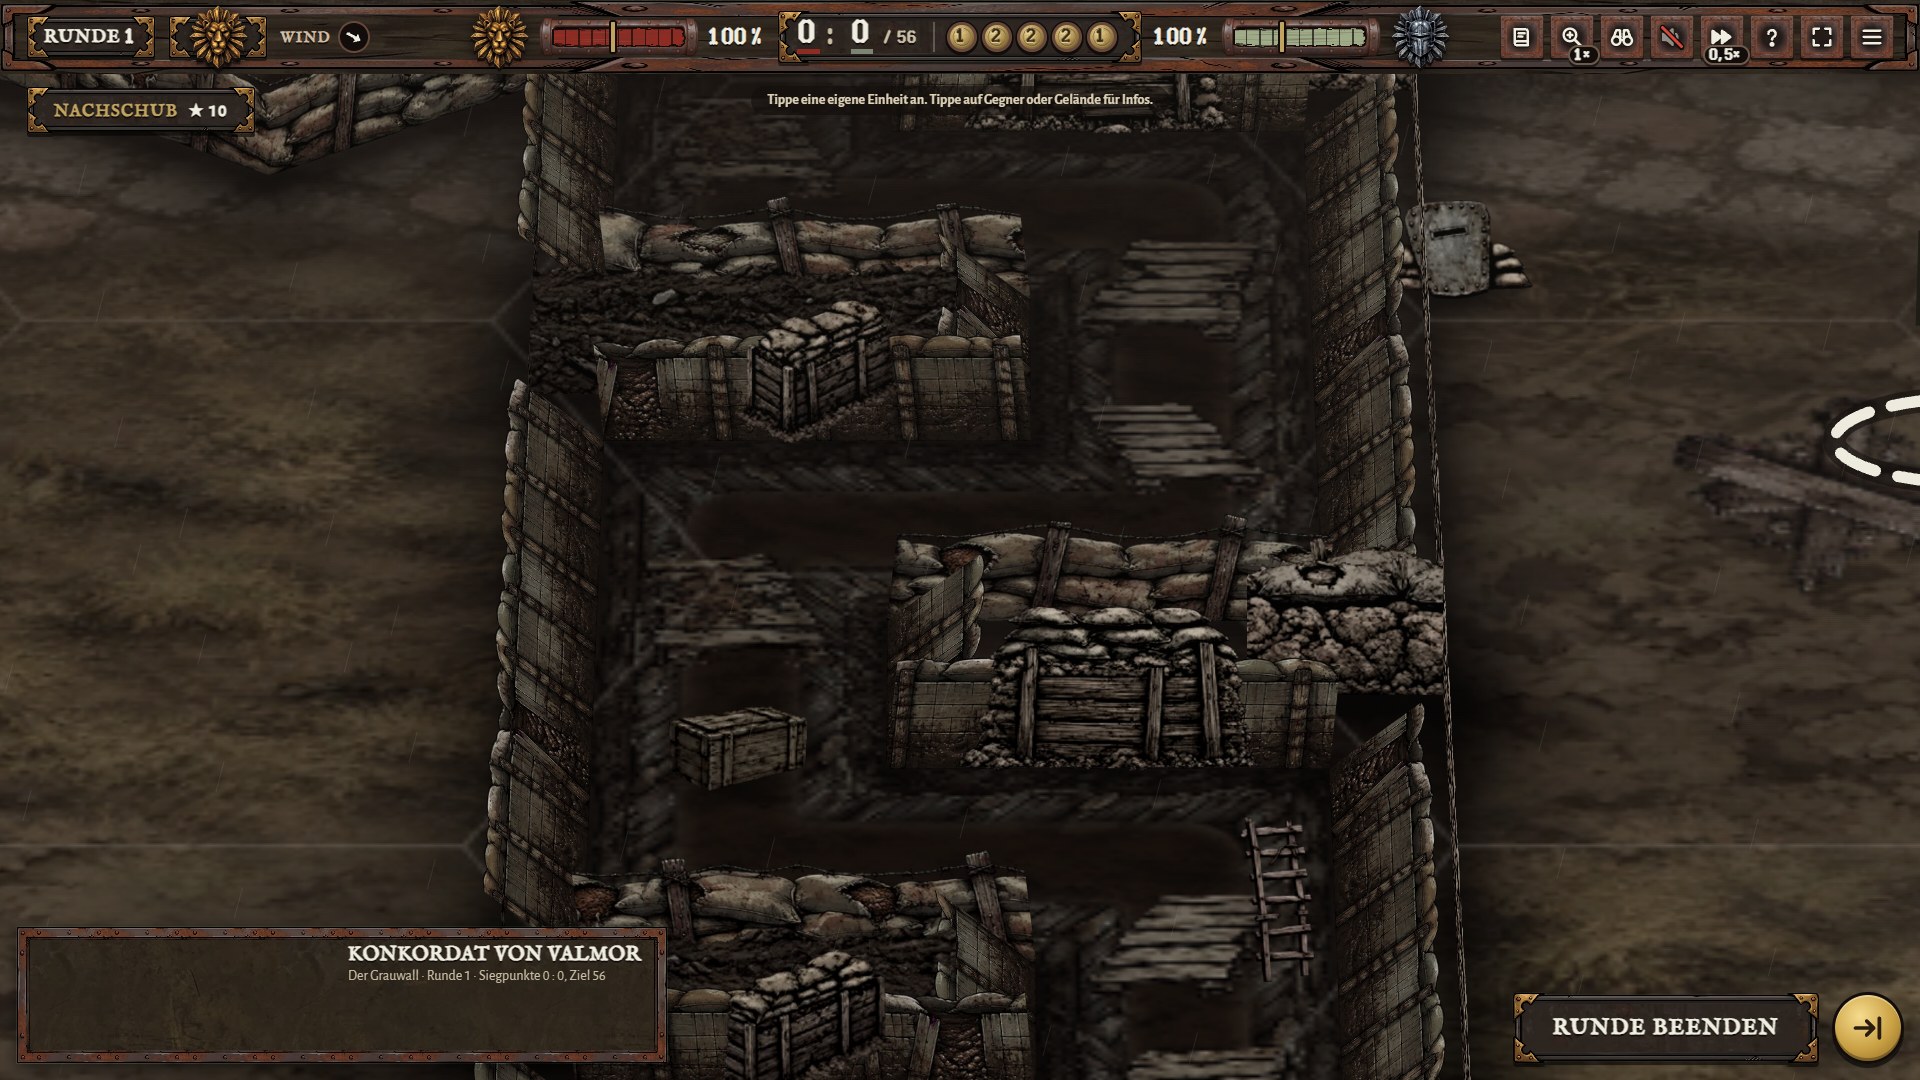 RUNDE 1
WIND
100 %
0 : 0 / 56
1 2 2 2 1
100 %
1×
0,5×
?
NACHSCHUB ★ 10
Tippe eine eigene Einheit an. Tippe auf Gegner oder Gelände für Infos.
KONKORDAT VON VALMOR
Der Grauwall · Runde 1 · Siegpunkte 0 : 0, Ziel 56
RUNDE BEENDEN